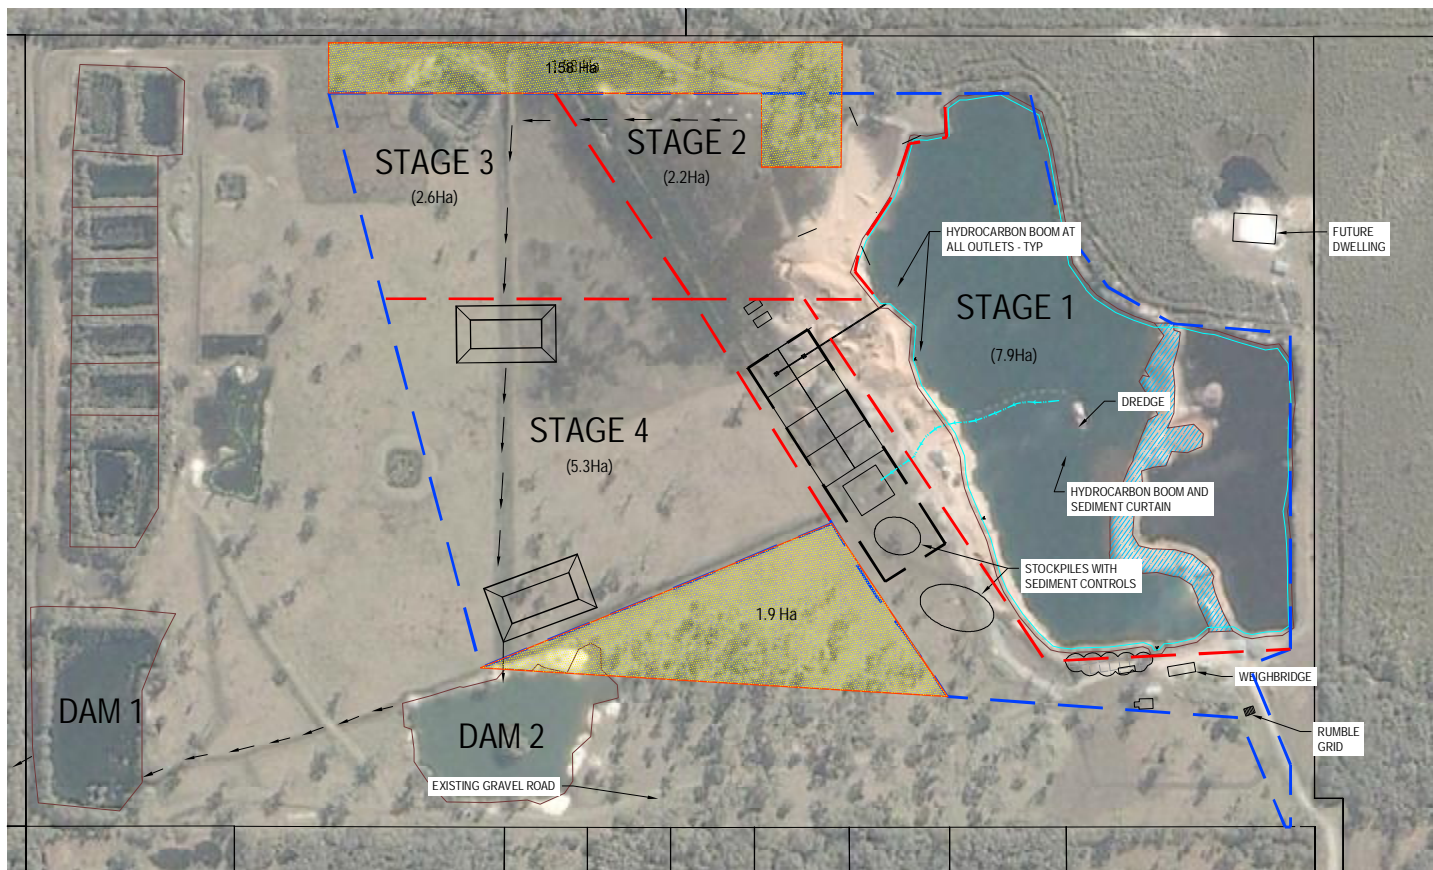 1.58 Ha
STAGE 3
(2.6Ha)
STAGE 2
(2.2Ha)
HYDROCARBON BOOM AT
ALL OUTLETS - TYP
FUTURE
DWELLING
STAGE 1
(7.9Ha)
DREDGE
STAGE 4
(5.3Ha)
HYDROCARBON BOOM AND
SEDIMENT CURTAIN
STOCKPILES WITH
SEDIMENT CONTROLS
1.9 Ha
WEIGHBRIDGE
DAM 1
DAM 2
RUMBLE
GRID
EXISTING GRAVEL ROAD